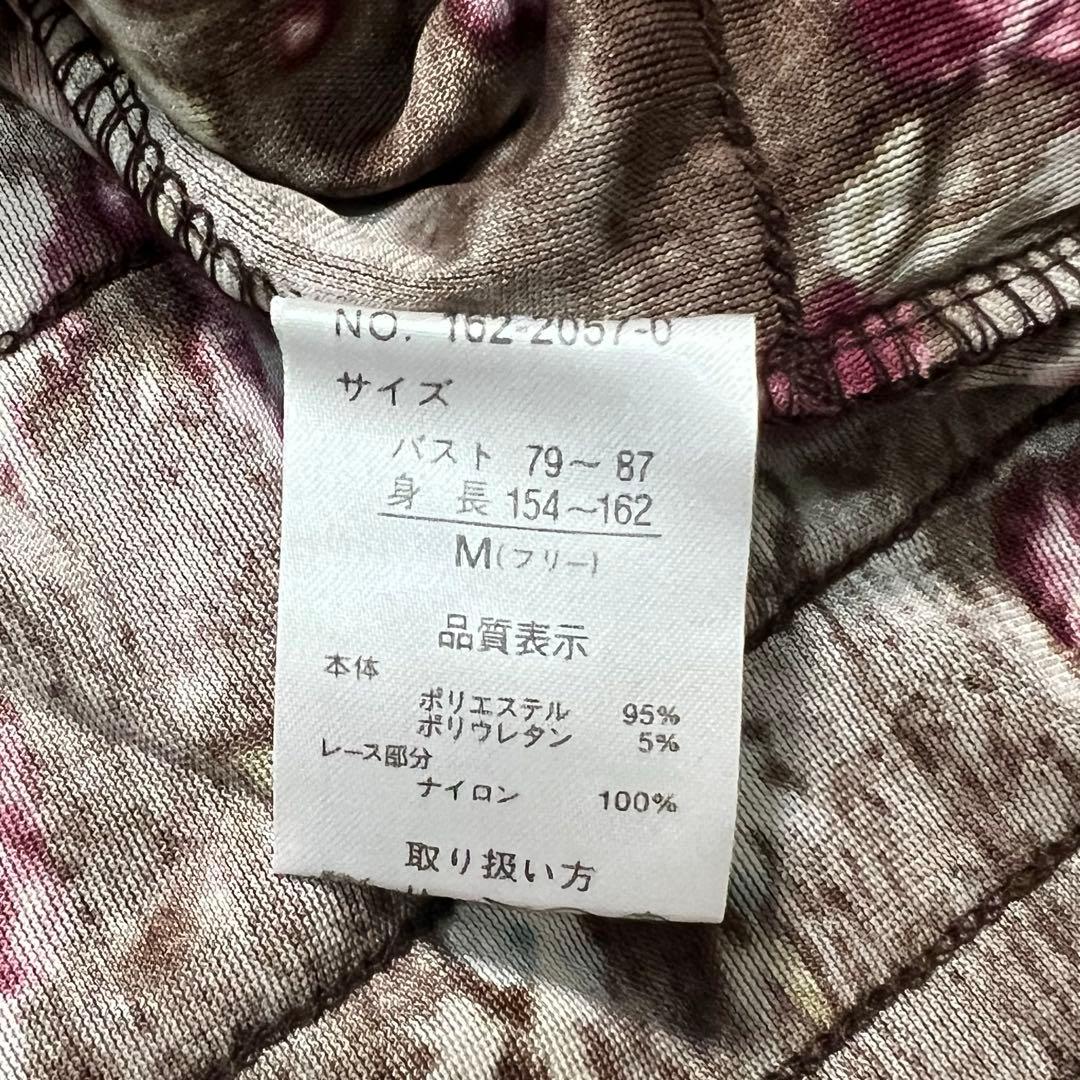 NO. 162-2057-0
サイズ
バスト 79～87
身 長 154～162
M(フリー)
品質表示
本体
ポリエステル 95%
ポリウレタン 5%
レース部分
ナイロン 100%
取り扱い方